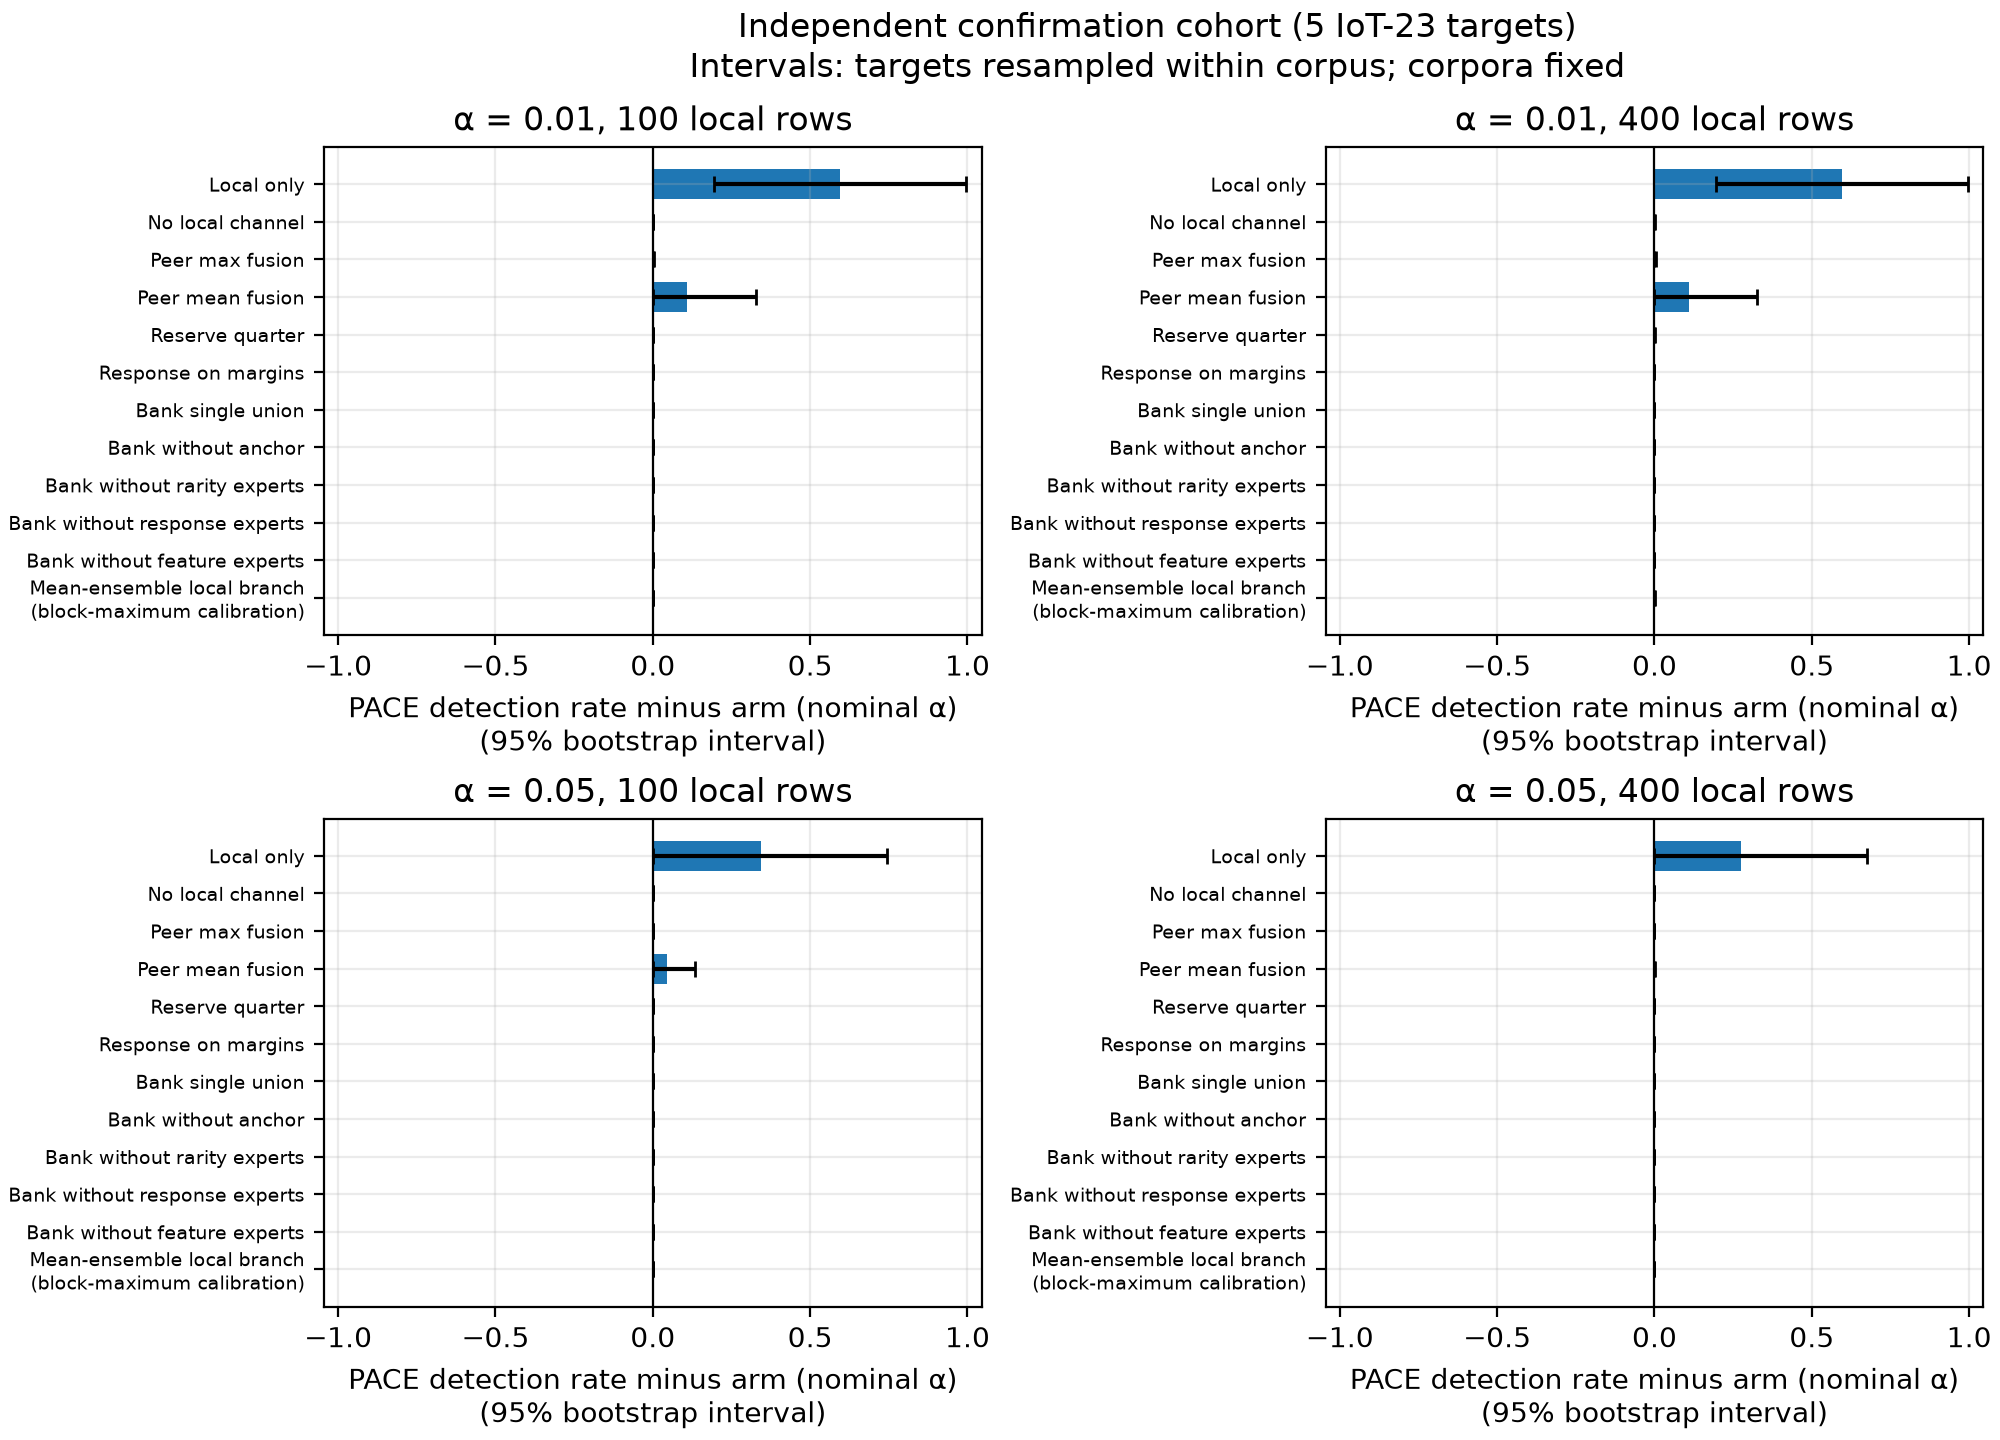 Independent confirmation cohort (5 IoT-23 targets)
Intervals: targets resampled within corpus; corpora fixed
α = 0.01, 100 local rows
Local only
No local channel
Peer max fusion
Peer mean fusion
Reserve quarter
Response on margins
Bank single union
Bank without anchor
Bank without rarity experts
Bank without response experts
Bank without feature experts
Mean-ensemble local branch
(block-maximum calibration)
−1.0 −0.5 0.0 0.5 1.0
PACE detection rate minus arm (nominal α)
(95% bootstrap interval)
α = 0.01, 400 local rows
Local only
No local channel
Peer max fusion
Peer mean fusion
Reserve quarter
Response on margins
Bank single union
Bank without anchor
Bank without rarity experts
Bank without response experts
Bank without feature experts
Mean-ensemble local branch
(block-maximum calibration)
−1.0 −0.5 0.0 0.5 1.0
PACE detection rate minus arm (nominal α)
(95% bootstrap interval)
α = 0.05, 100 local rows
Local only
No local channel
Peer max fusion
Peer mean fusion
Reserve quarter
Response on margins
Bank single union
Bank without anchor
Bank without rarity experts
Bank without response experts
Bank without feature experts
Mean-ensemble local branch
(block-maximum calibration)
−1.0 −0.5 0.0 0.5 1.0
PACE detection rate minus arm (nominal α)
(95% bootstrap interval)
α = 0.05, 400 local rows
Local only
No local channel
Peer max fusion
Peer mean fusion
Reserve quarter
Response on margins
Bank single union
Bank without anchor
Bank without rarity experts
Bank without response experts
Bank without feature experts
Mean-ensemble local branch
(block-maximum calibration)
−1.0 −0.5 0.0 0.5 1.0
PACE detection rate minus arm (nominal α)
(95% bootstrap interval)